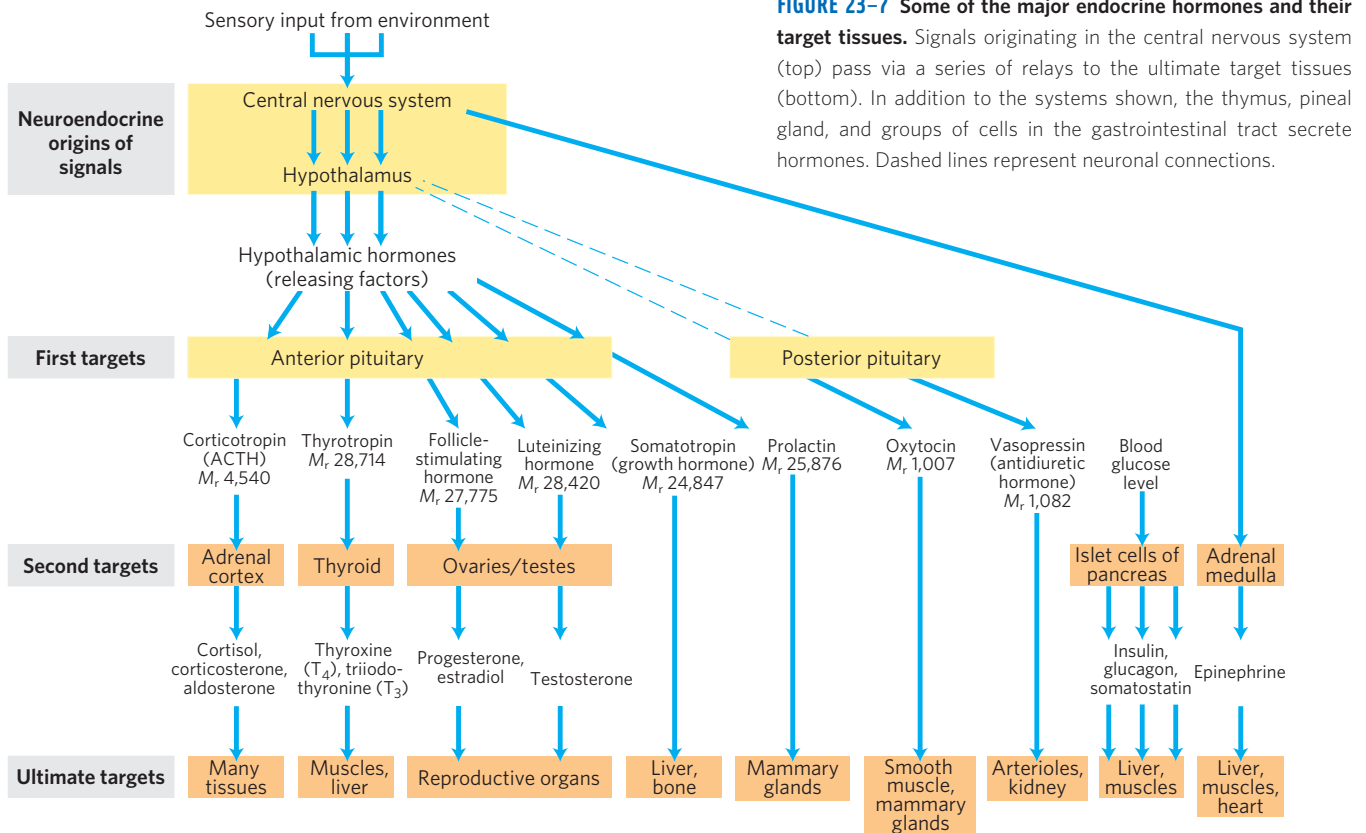 Sensory input from environment
FIGURE 23–7 Some of the major endocrine hormones and their
target tissues. Signals originating in the central nervous system
(top) pass via a series of relays to the ultimate target tissues
(bottom). In addition to the systems shown, the thymus, pineal
gland, and groups of cells in the gastrointestinal tract secrete
hormones. Dashed lines represent neuronal connections.
Neuroendocrine
origins of
signals
Central nervous system
Hypothalamus
Hypothalamic hormones
(releasing factors)
First targets
Anterior pituitary
Posterior pituitary
Corticotropin
(ACTH)
Mr 4,540
Thyrotropin
Mr 28,714
Follicle-
stimulating
hormone
Mr 27,775
Luteinizing
hormone
Mr 28,420
Somatotropin
(growth hormone)
Mr 24,847
Prolactin
Mr 25,876
Oxytocin
Mr 1,007
Vasopressin
(antidiuretic
hormone)
Mr 1,082
Blood
glucose
level
Second targets
Adrenal
cortex
Thyroid
Ovaries/testes
Islet cells of
pancreas
Adrenal
medulla
Cortisol,
corticosterone,
aldosterone
Thyroxine
(T4), triiodo-
thyronine (T3)
Progesterone,
estradiol
Testosterone
Insulin,
glucagon,
somatostatin
Epinephrine
Ultimate targets
Many
tissues
Muscles,
liver
Reproductive organs
Liver,
bone
Mammary
glands
Smooth
muscle,
mammary
glands
Arterioles,
kidney
Liver,
muscles
Liver,
muscles,
heart